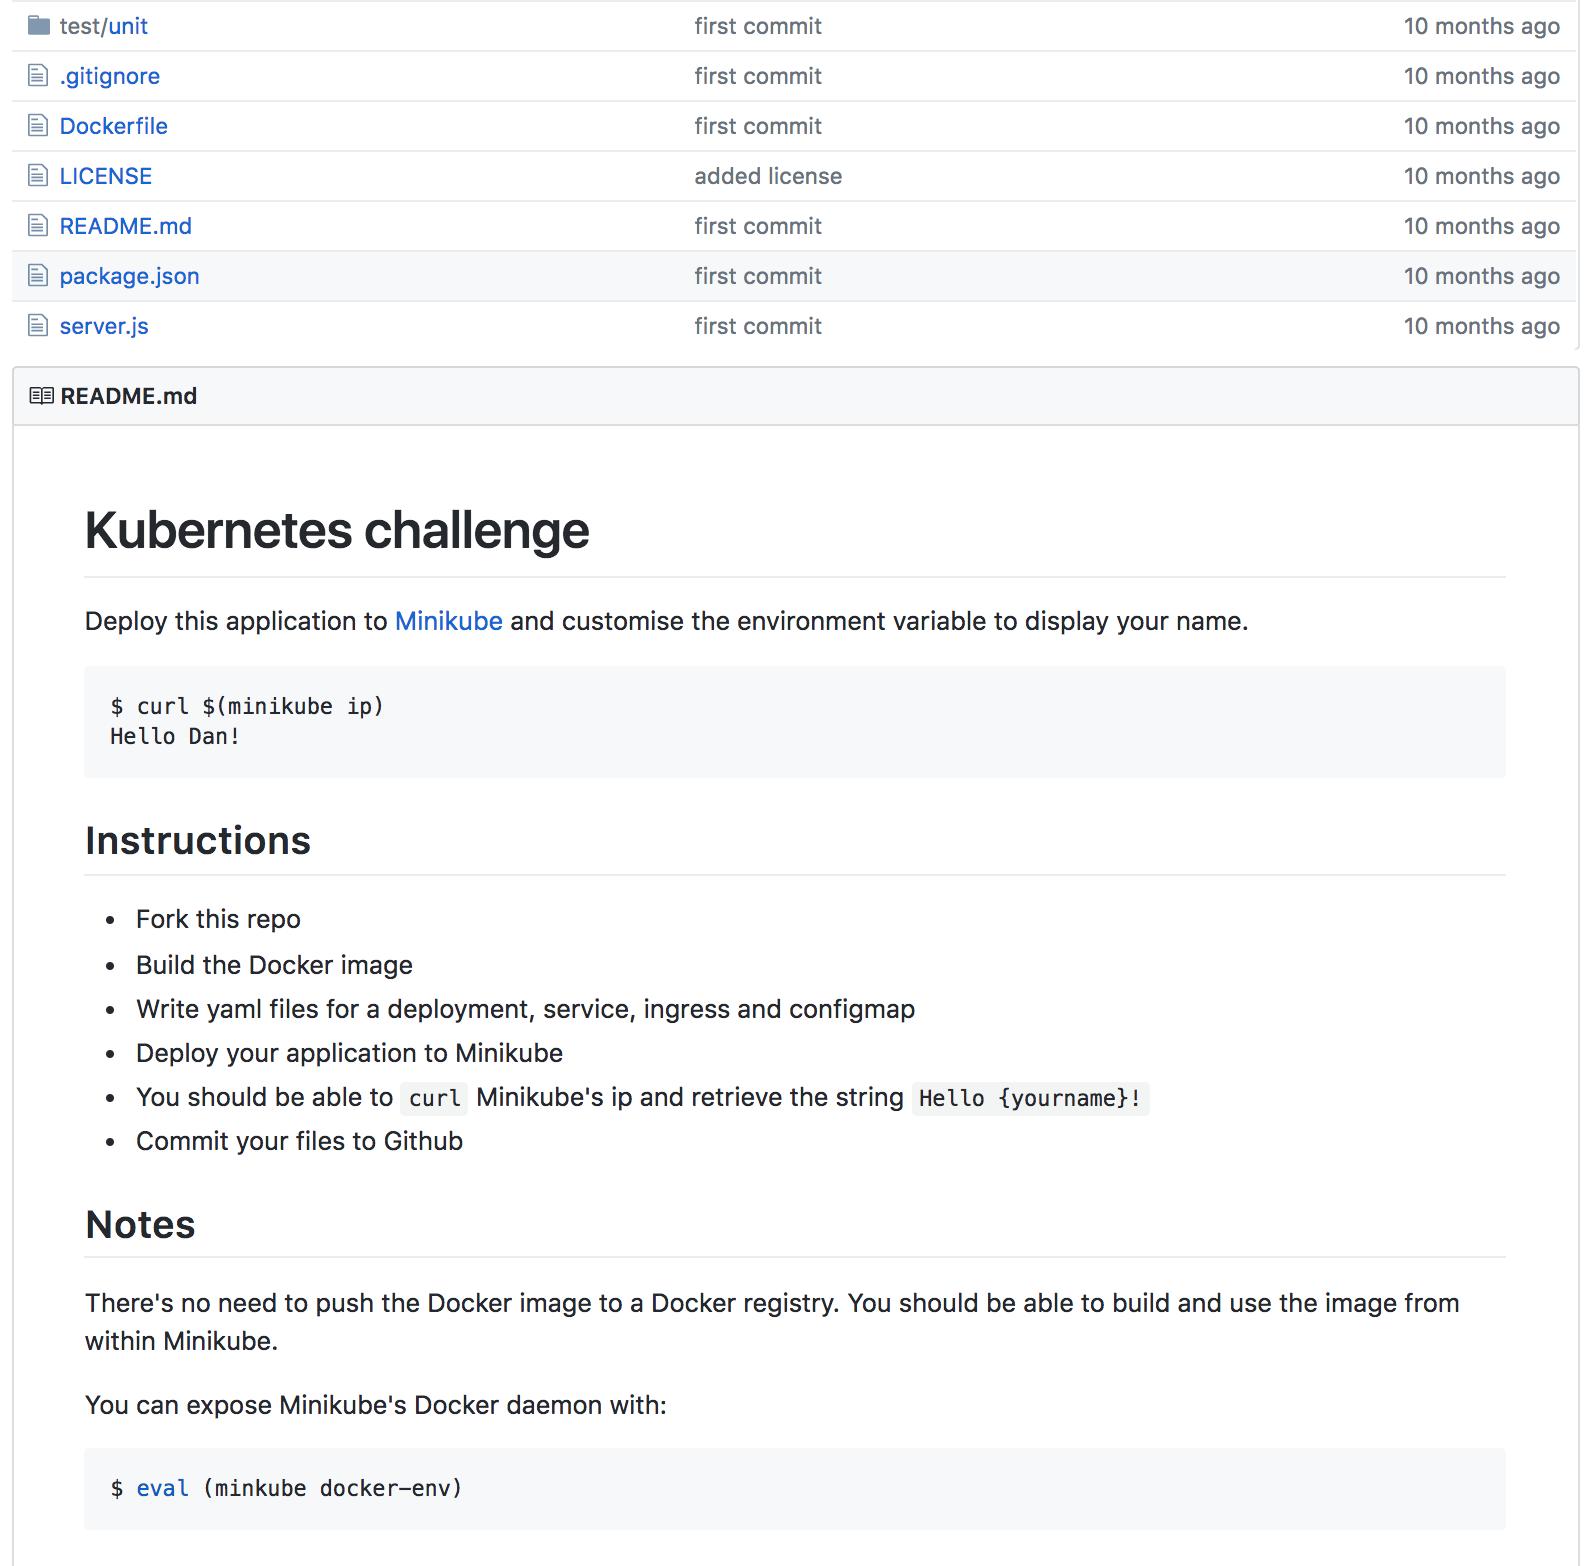 test/unit first commit 10 months ago
.gitignore first commit 10 months ago
Dockerfile first commit 10 months ago
LICENSE added license 10 months ago
README.md first commit 10 months ago
package.json first commit 10 months ago
server.js first commit 10 months ago
README.md
Kubernetes challenge
Deploy this application to Minikube and customise the environment variable to display your name.
$ curl $(minikube ip)
Hello Dan!
Instructions
• Fork this repo
• Build the Docker image
• Write yaml files for a deployment, service, ingress and configmap
• Deploy your application to Minikube
• You should be able to curl Minikube's ip and retrieve the string Hello {yourname}!
• Commit your files to Github
Notes
There's no need to push the Docker image to a Docker registry. You should be able to build and use the image from
within Minikube.
You can expose Minikube's Docker daemon with:
$ eval (minkube docker-env)